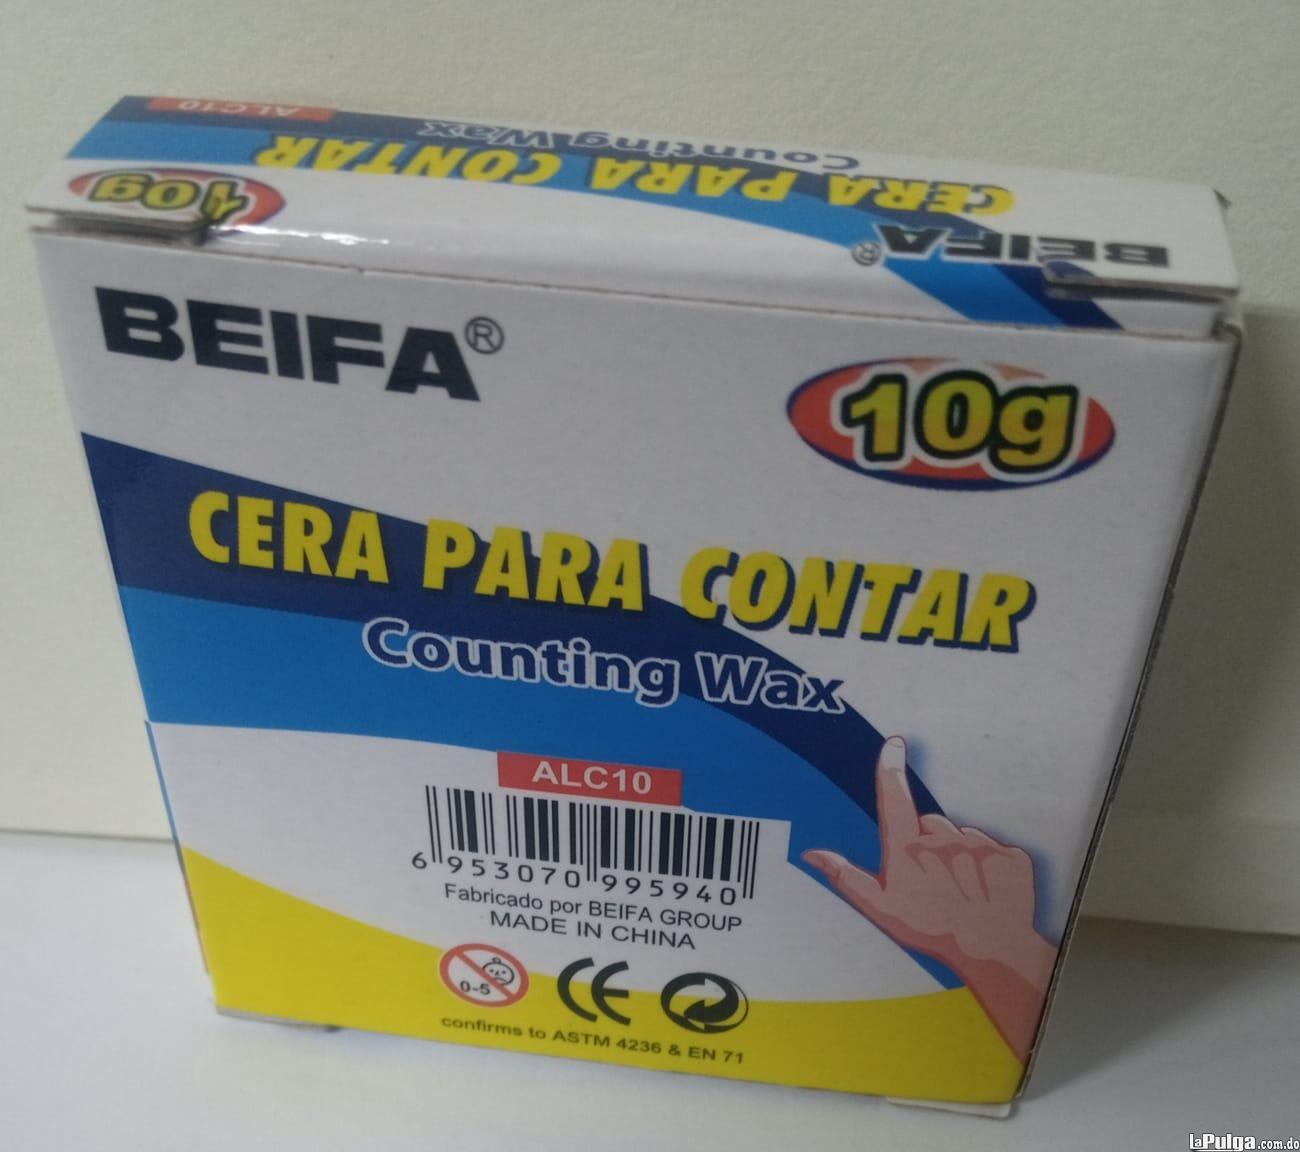 ALC10
Counting Wax
CERA PARA CONTAR
10g
BEIFA®
BEIFA®
10g
CERA PARA CONTAR
Counting Wax
ALC10
6 953070 995940
Fabricado por BEIFA GROUP
MADE IN CHINA
0-5
CE
confirms to ASTM 4236 & EN 71
laPulga.com.do